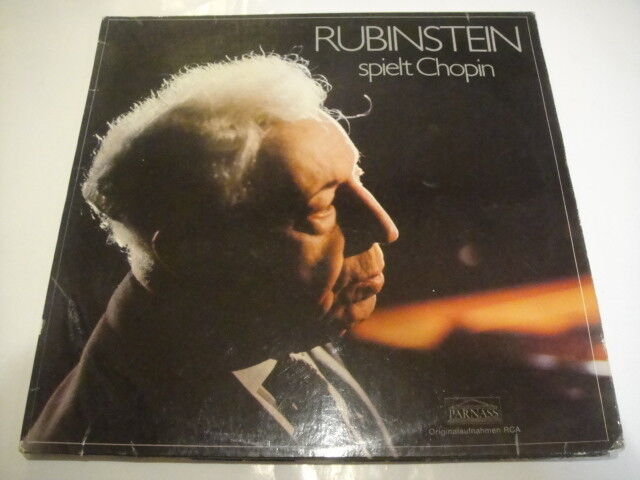 RUBINSTEIN
spielt Chopin
PARNASS
Originalaufnahmen RCA